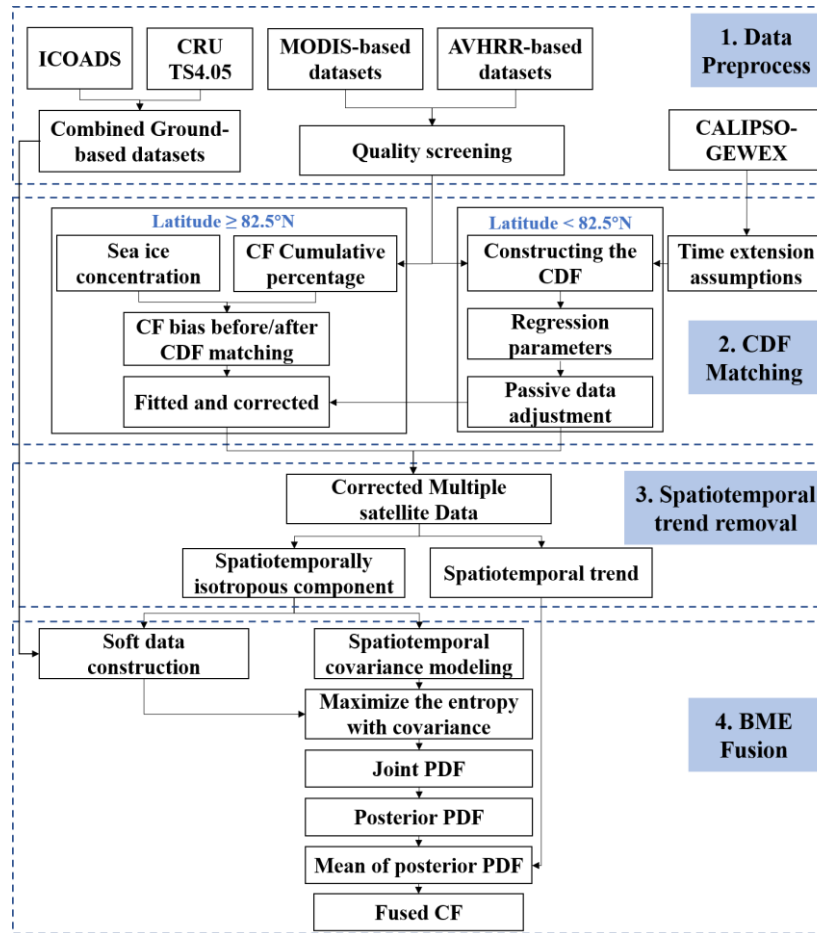 ICOADS
CRU
TS4.05
MODIS-based
datasets
AVHRR-based
datasets
1. Data
Preprocess
Combined Ground-
based datasets
Quality screening
CALIPSO-
GEWEX
Latitude ≥ 82.5°N
Latitude < 82.5°N
Sea ice
concentration
CF Cumulative
percentage
Constructing the
CDF
Time extension
assumptions
CF bias before/after
CDF matching
Regression
parameters
2. CDF
Matching
Fitted and corrected
Passive data
adjustment
Corrected Multiple
satellite Data
3. Spatiotemporal
trend removal
Spatiotemporally
isotropous component
Spatiotemporal trend
Soft data
construction
Spatiotemporal
covariance modeling
Maximize the entropy
with covariance
4. BME
Fusion
Joint PDF
Posterior PDF
Mean of posterior PDF
Fused CF